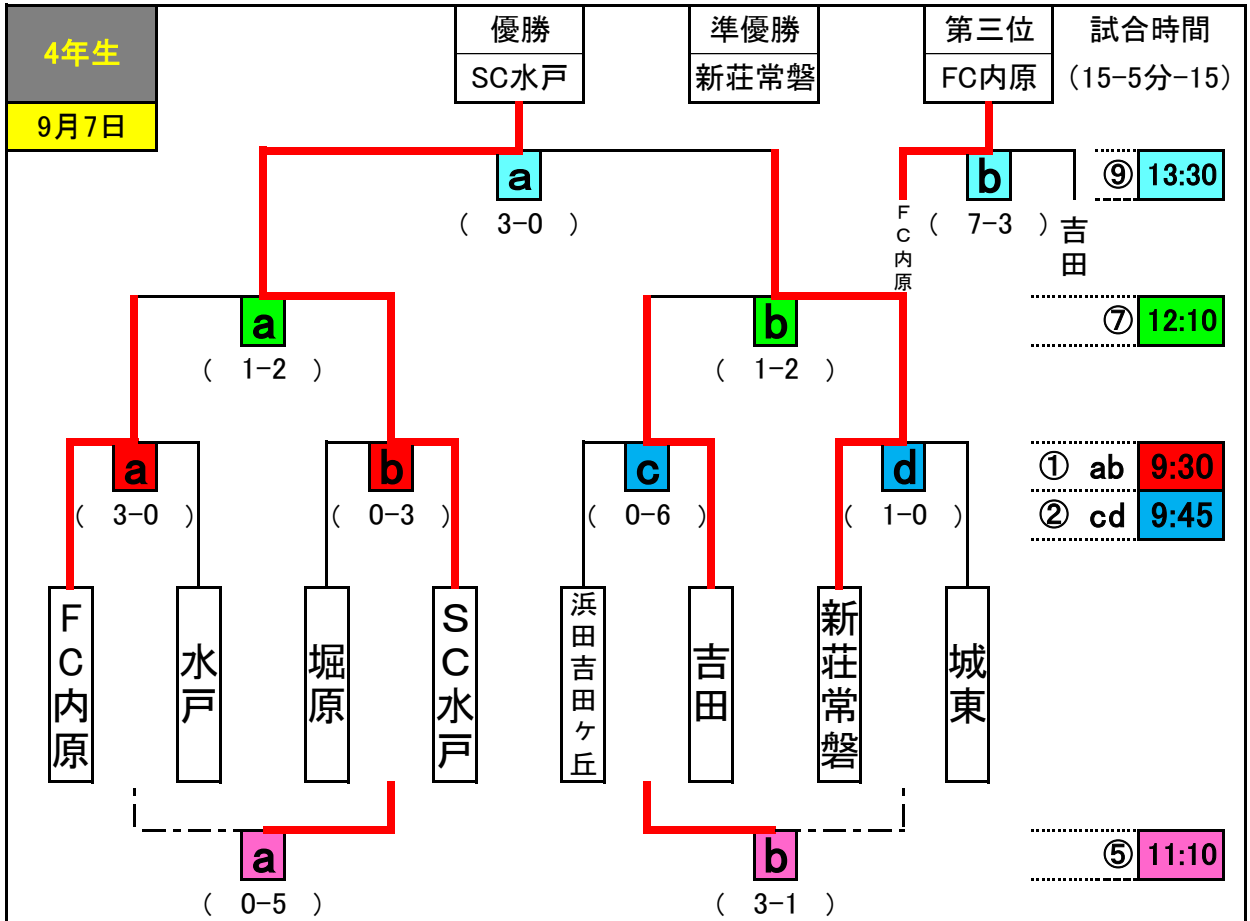 4年生
9月7日
優勝
SC水戸
準優勝
新荘常磐
第三位
FC内原
試合時間
(15-5分-15)
a
( 3-0 )
b
( 7-3 )
FC内原
吉田
⑨ 13:30
a
( 1-2 )
b
( 1-2 )
⑦ 12:10
a
( 3-0 )
b
( 0-3 )
c
( 0-6 )
d
( 1-0 )
① ab 9:30
② cd 9:45
FC内原
水戸
堀原
SC水戸
浜田吉田ヶ丘
吉田
新荘常磐
城東
a
( 0-5 )
b
( 3-1 )
⑤ 11:10